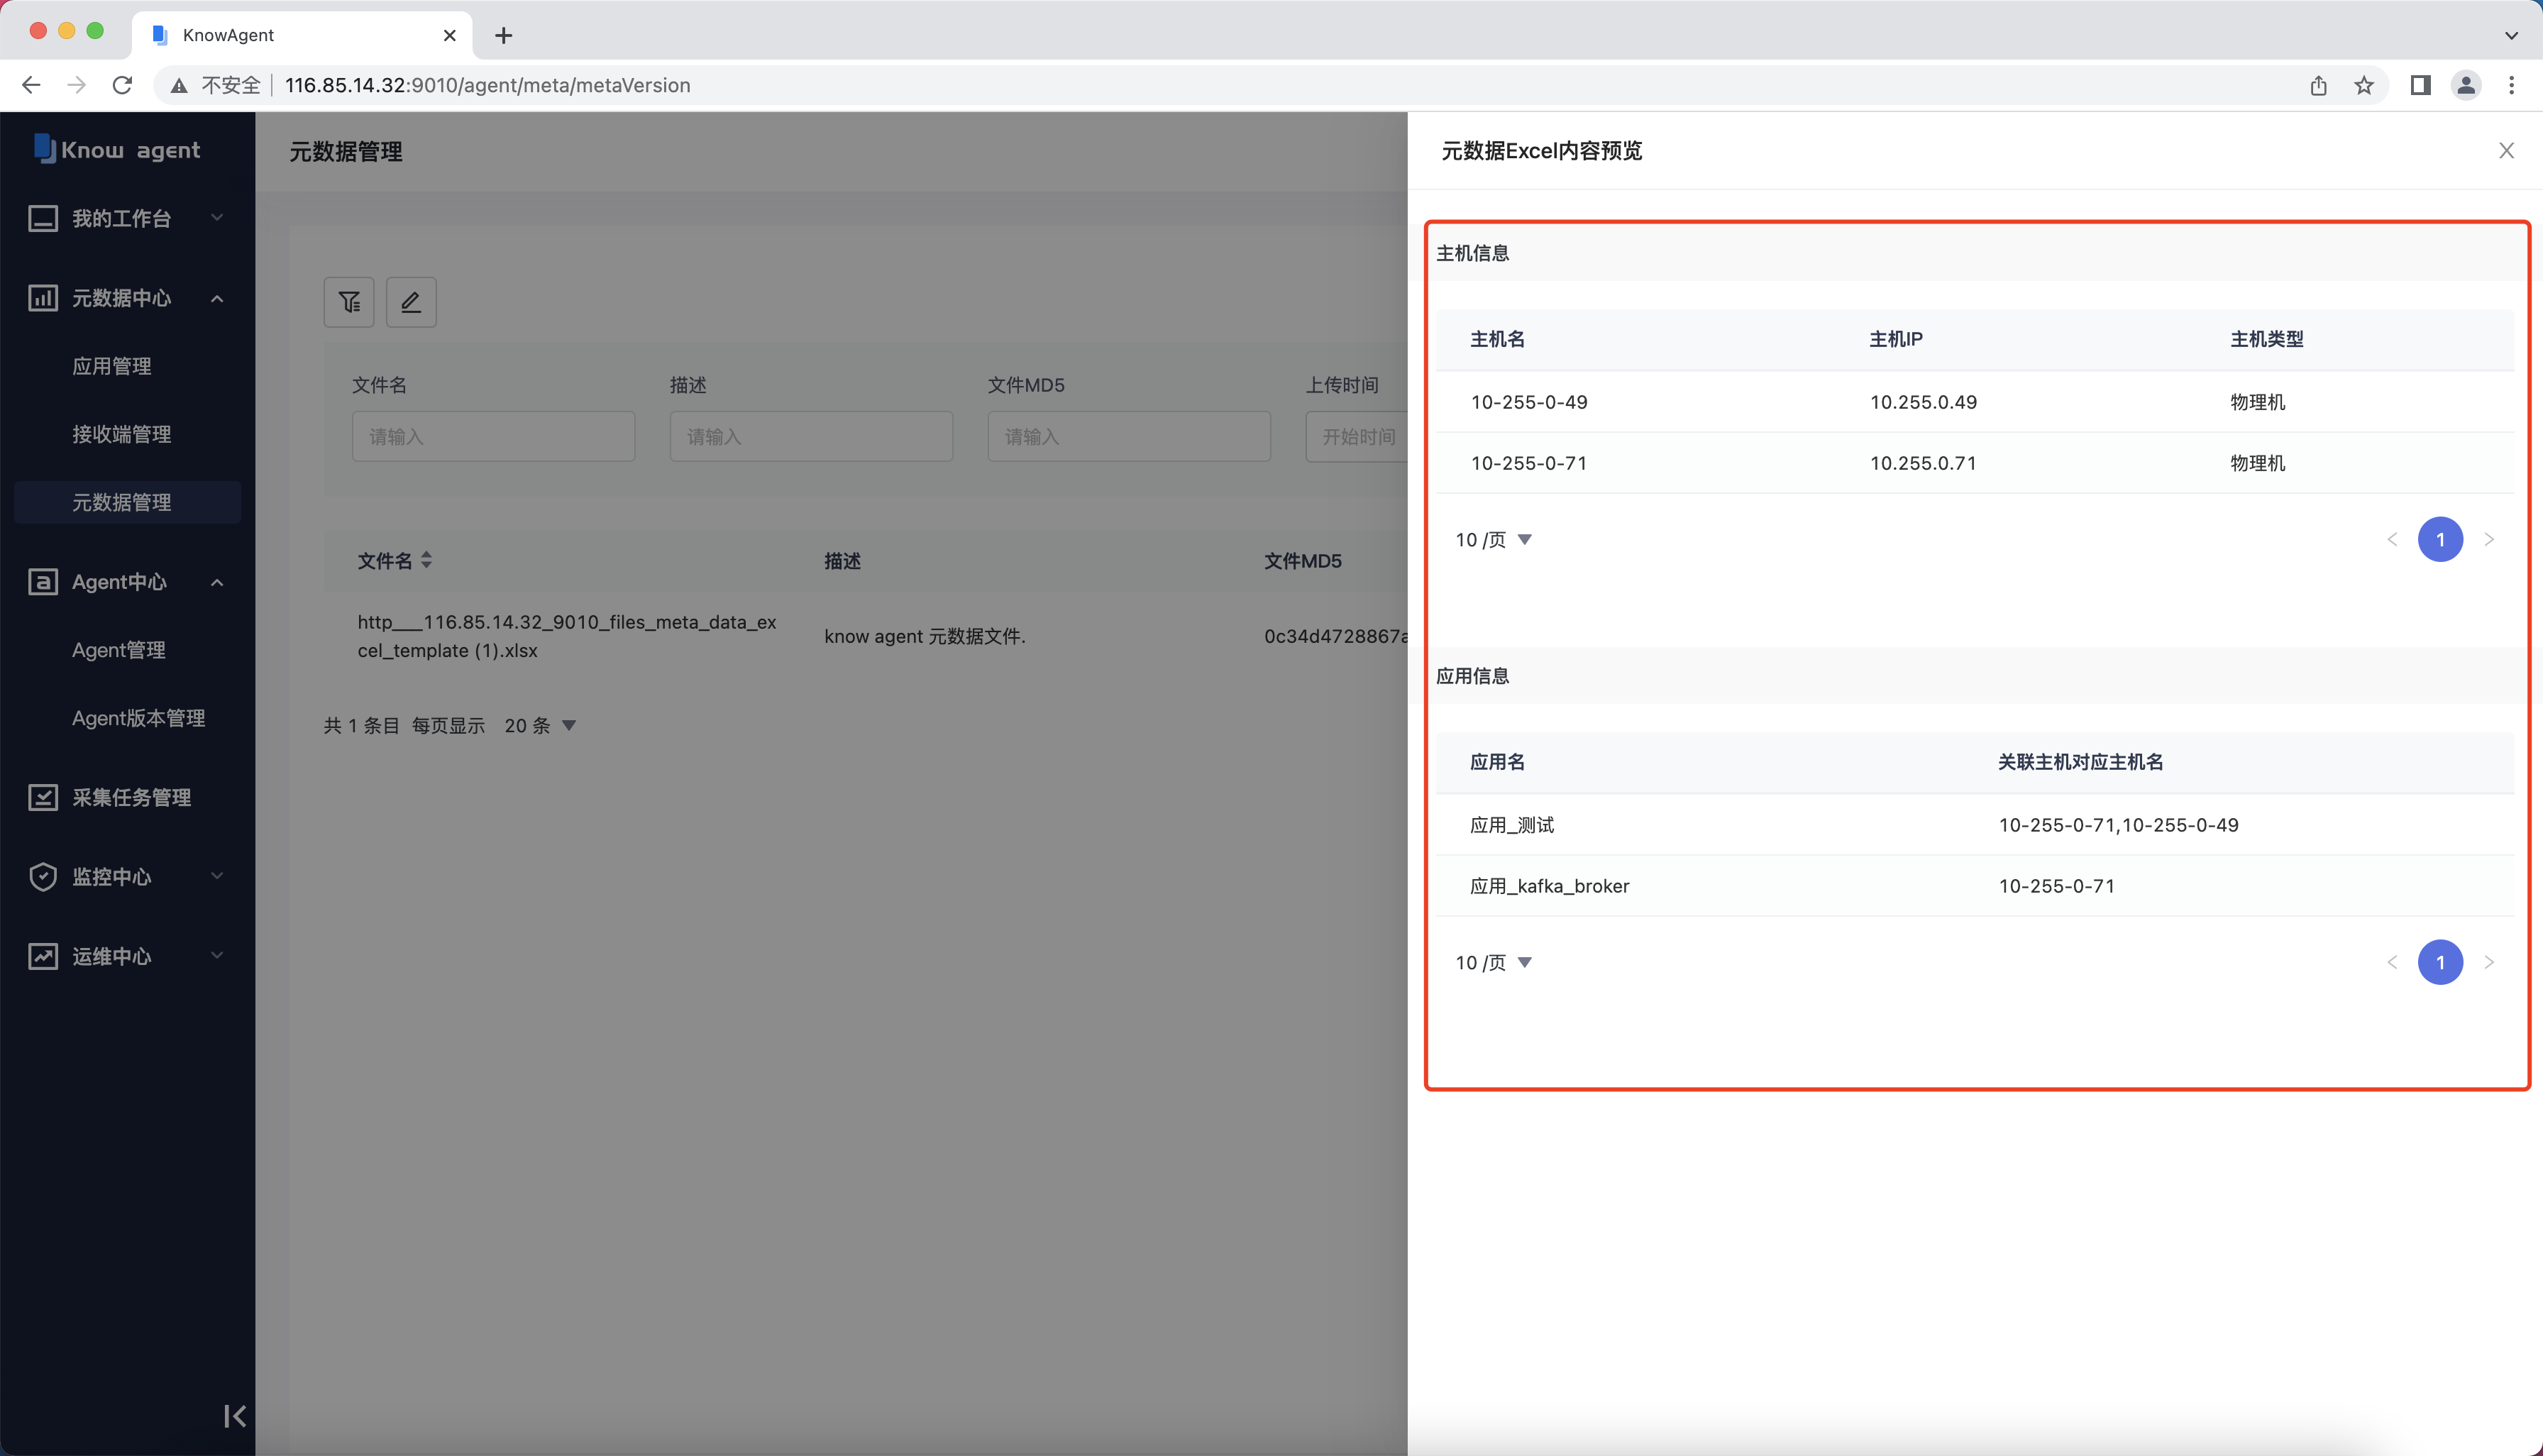 KnowAgent
不安全 116.85.14.32:9010/agent/meta/metaVersion
Know agent
我的工作台
元数据中心
应用管理
接收端管理
元数据管理
Agent中心
Agent管理
Agent版本管理
采集任务管理
监控中心
运维中心
元数据管理
文件名 描述 文件MD5 上传时间
请输入 请输入 请输入 开始时间
文件名 描述 文件MD5
http___116.85.14.32_9010_files_meta_data_ex
cel_template (1).xlsx
know agent 元数据文件.
0c34d4728867a
共 1 条目 每页显示 20 条
元数据Excel内容预览
主机信息
主机名 主机IP 主机类型
10-255-0-49 10.255.0.49 物理机
10-255-0-71 10.255.0.71 物理机
10 /页 1
应用信息
应用名 关联主机对应主机名
应用_测试 10-255-0-71,10-255-0-49
应用_kafka_broker 10-255-0-71
10 /页 1